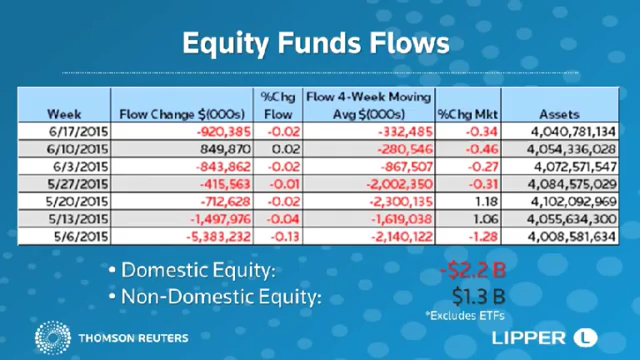 Equity Funds Flows
%Chg Flow 4-Week Moving
Week Flow Change $(000s) Flow Avg $(000s) %Chg Mkt Assets
6/17/2015 -920,385 -0.02 -332,485 -0.34 4,040,781,134
6/10/2015 849,870 0.02 -280,546 -0.46 4,054,336,028
6/3/2015 -843,862 -0.02 -867,507 -0.27 4,072,571,547
5/27/2015 -415,563 -0.01 -2,002,350 -0.31 4,084,575,029
5/20/2015 -712,628 -0.02 -2,300,135 1.18 4,102,092,969
5/13/2015 -1,497,976 -0.04 -1,619,038 1.06 4,055,634,300
5/6/2015 -5,383,232 -0.13 -2,140,122 -1.28 4,008,581,634
• Domestic Equity: -$2.2 B
• Non-Domestic Equity: $1.3 B
*Excludes ETFs
THOMSON REUTERS
LIPPER L